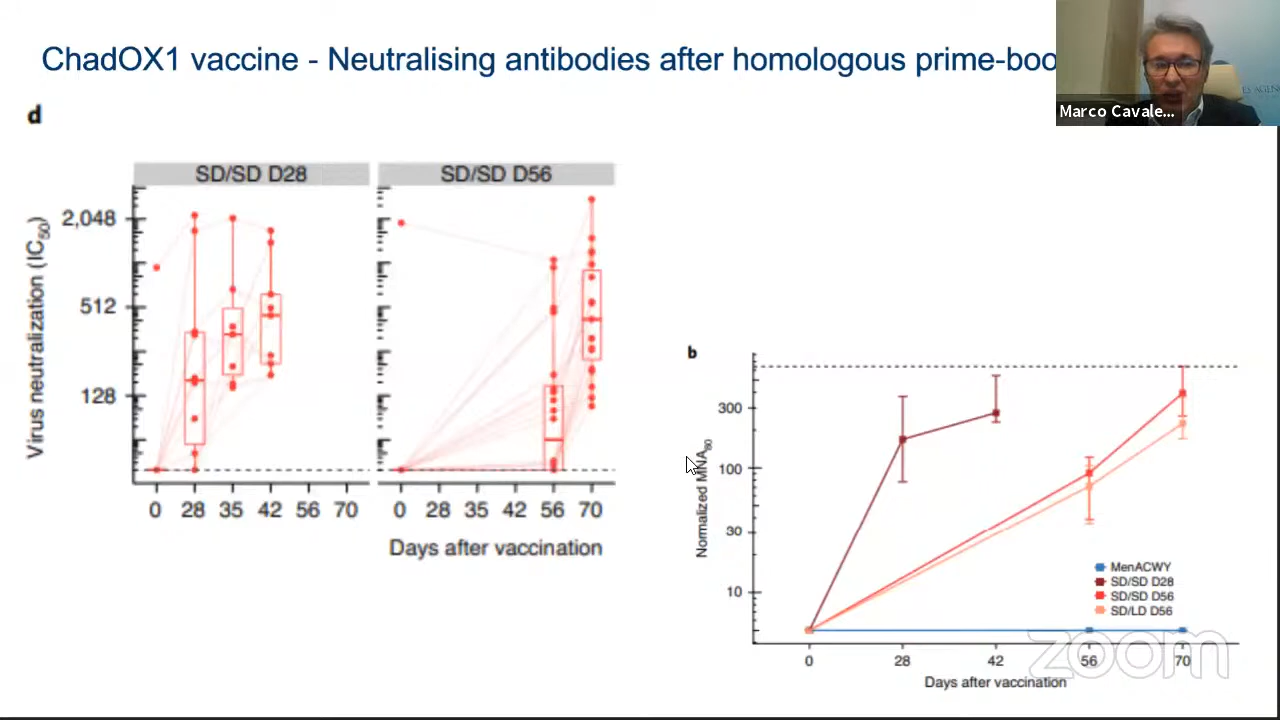 ChadOX1 vaccine - Neutralising antibodies after homologous prime-boo
Marco Cavale...
d
SD/SD D28
SD/SD D56
Virus neutralization (IC50)
2,048
512
128
0 28 35 42 56 70
0 28 35 42 56 70
Days after vaccination
b
Normalized MNA80
300
100
30
10
MenACWY
SD/SD D28
SD/SD D56
SD/LD D56
0 28 42 56 70
Days after vaccination
zoom